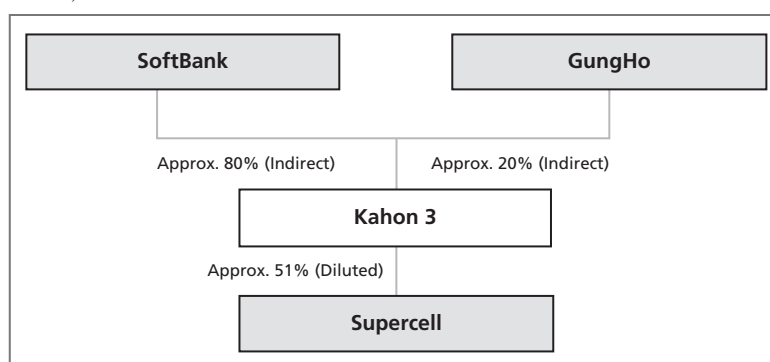 SoftBank
GungHo
Approx. 80% (Indirect)
Approx. 20% (Indirect)
Kahon 3
Approx. 51% (Diluted)
Supercell